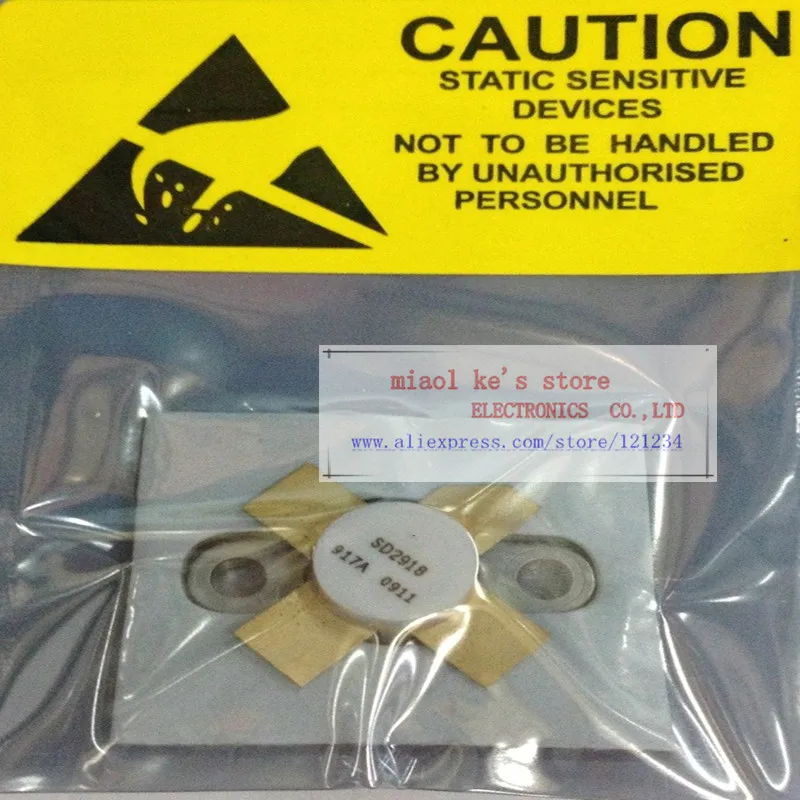 CAUTION
STATIC SENSITIVE
DEVICES
NOT TO BE HANDLED
BY UNAUTHORISED
PERSONNEL
miaol ke's store
ELECTRONICS CO.,LTD
www.aliexpress.com/store/121234
SD2918
917A 0911